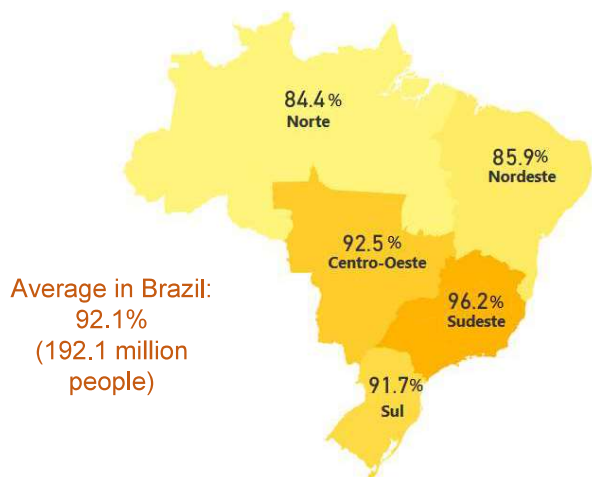 84.4 %
Norte
85.9%
Nordeste
92.5 %
Centro-Oeste
96.2%
Sudeste
91.7%
Sul
Average in Brazil:
92.1%
(192.1 million
people)